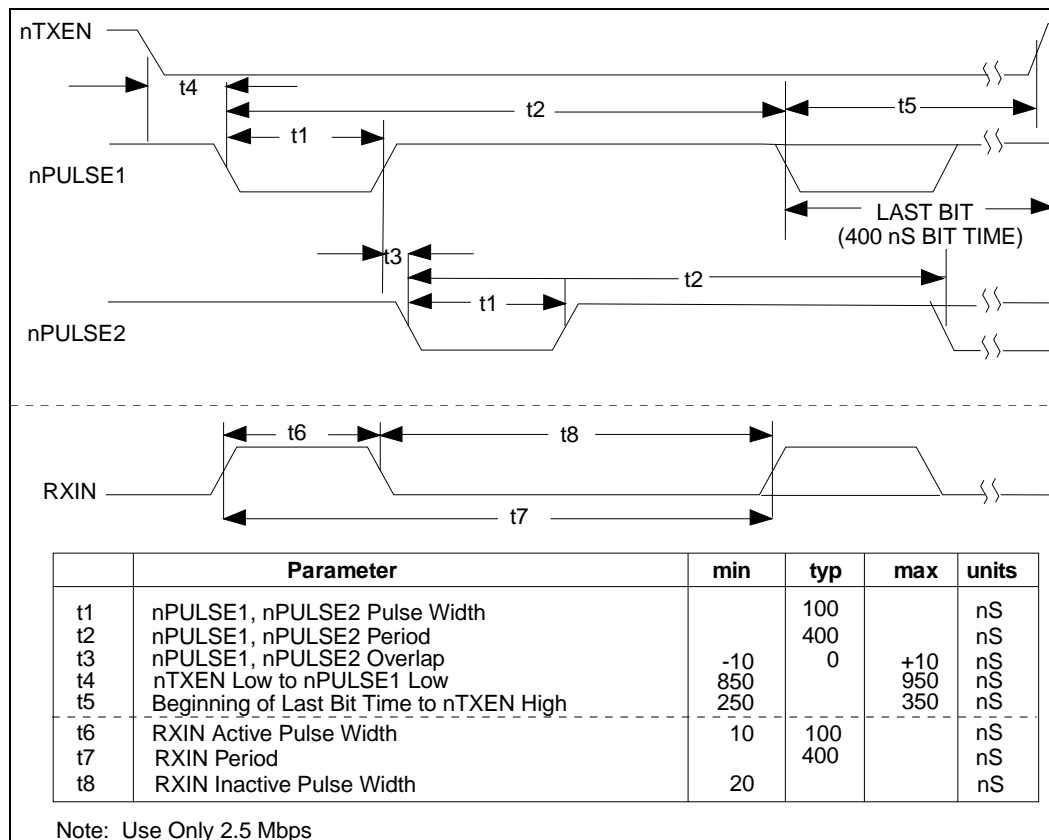 nTXEN
t4
t2
t5
t1
nPULSE1
LAST BIT
(400 nS BIT TIME)
t3
t2
t1
nPULSE2
t6
t8
RXIN
t7
Parameter min typ max units
t1 nPULSE1, nPULSE2 Pulse Width 100 nS
t2 nPULSE1, nPULSE2 Period 400 nS
t3 nPULSE1, nPULSE2 Overlap -10 0 +10 nS
t4 nTXEN Low to nPULSE1 Low 850 950 nS
t5 Beginning of Last Bit Time to nTXEN High 250 350 nS
t6 RXIN Active Pulse Width 10 100 nS
t7 RXIN Period 400 nS
t8 RXIN Inactive Pulse Width 20 nS
Note: Use Only 2.5 Mbps